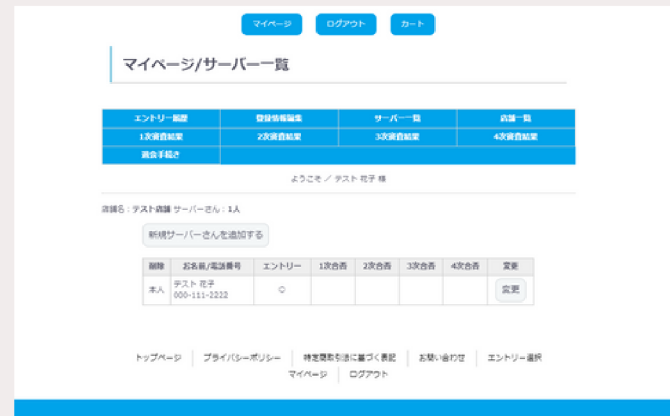 マイページ ログアウト カート
マイページ/サーバー一覧
エントリー履歴 登録情報編集 サーバー一覧 店舗一覧
1次審査結果 2次審査結果 3次審査結果 4次審査結果
退会手続き
ようこそ／ テスト 花子 様
店舗名：テスト店舗 サーバーさん：1人
新規サーバーさんを追加する
削除 お名前/電話番号 エントリー 1次合否 2次合否 3次合否 4次合否 変更
本人 テスト 花子 ○ 変更
000-111-2222
トップページ プライバシーポリシー 特定商取引法に基づく表記 お問い合わせ エントリー選択
マイページ ログアウト